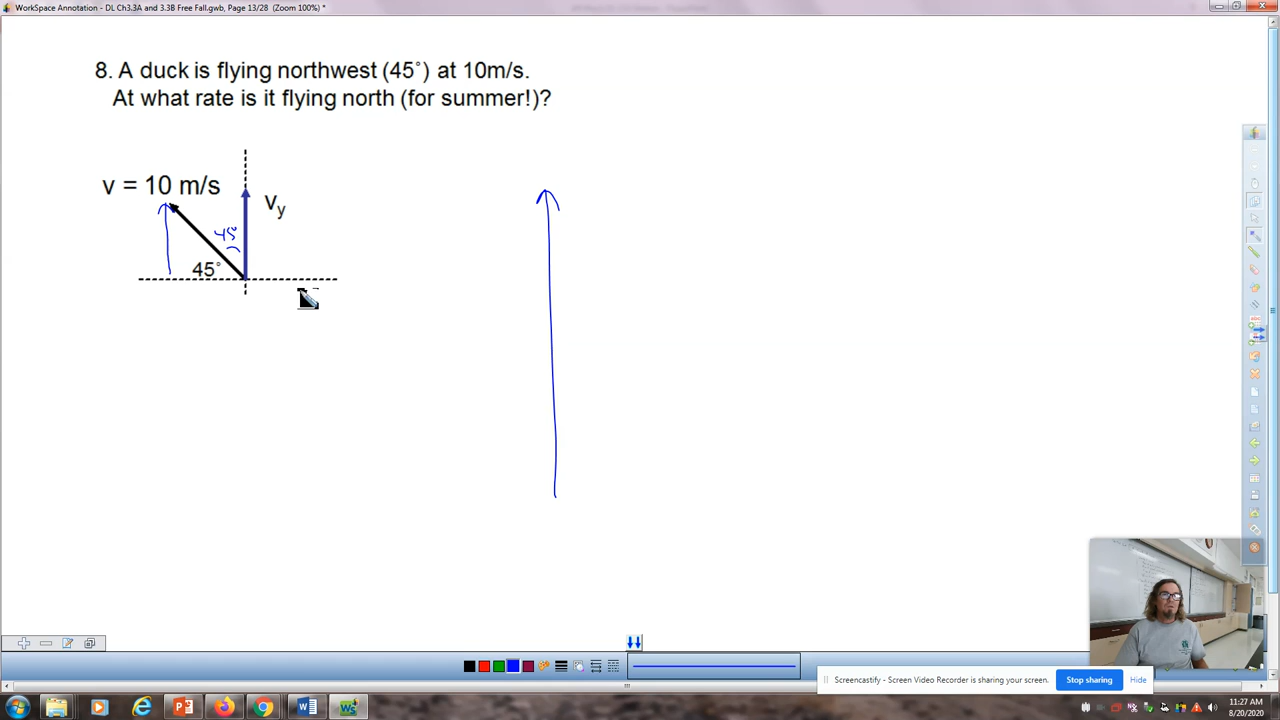 WorkSpace Annotation - DL Ch3.3A and 3.3B Free Fall.gwb, Page 13/28 (Zoom 100%) *
8. A duck is flying northwest (45˚) at 10m/s.
At what rate is it flying north (for summer!)?
v = 10 m/s
vy
45°
45˚
Screencastify - Screen Video Recorder is sharing your screen.
Stop sharing
Hide
11:27 AM
8/20/2020